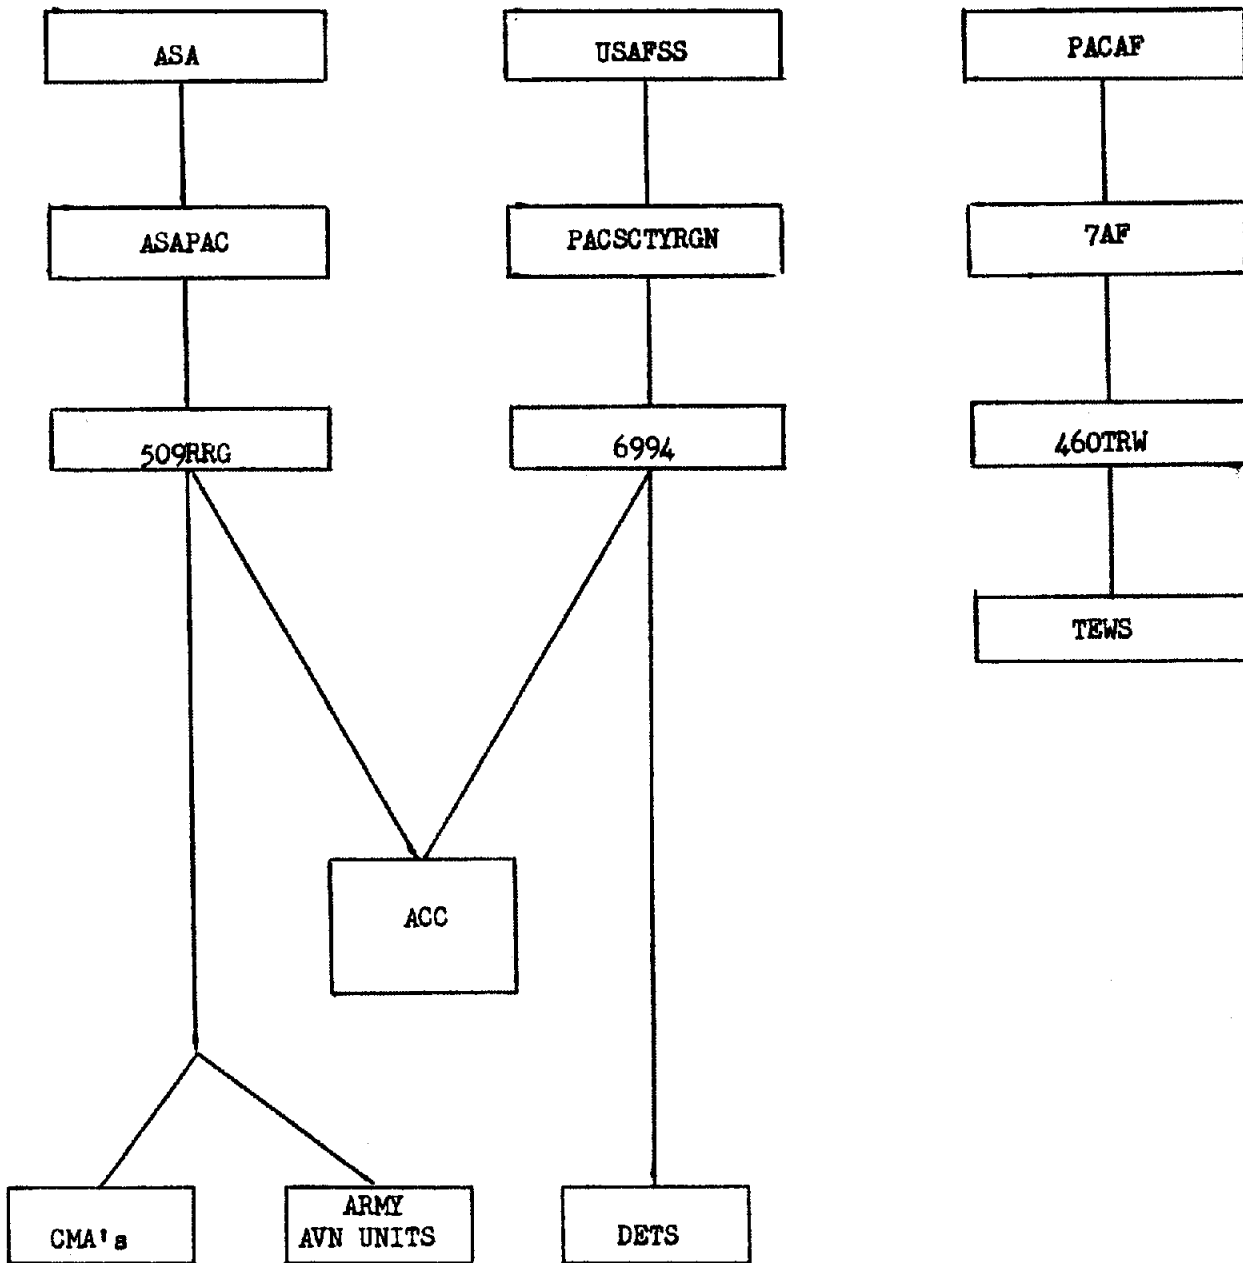 ASA
USAFSS
PACAF
ASAPAC
PACSCTYRGN
7AF
509RRG
6994
460TRW
TEWS
ACC
CMA's
ARMY
AVN UNITS
DETS